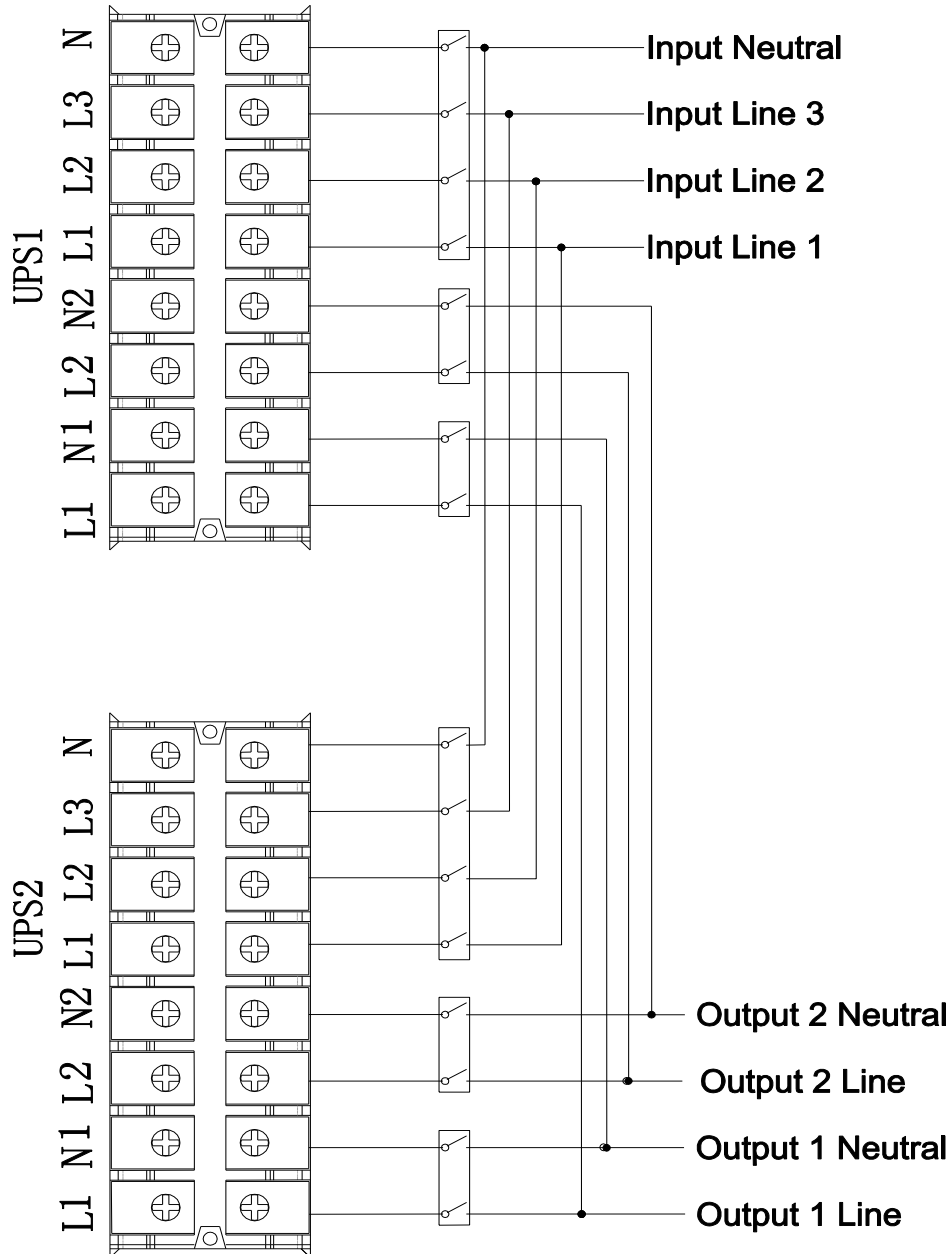 UPS1
N
Input Neutral
L3
Input Line 3
L2
Input Line 2
L1
Input Line 1
N2
L2
N1
L1
UPS2
N
L3
L2
L1
N2
Output 2 Neutral
L2
Output 2 Line
N1
Output 1 Neutral
L1
Output 1 Line